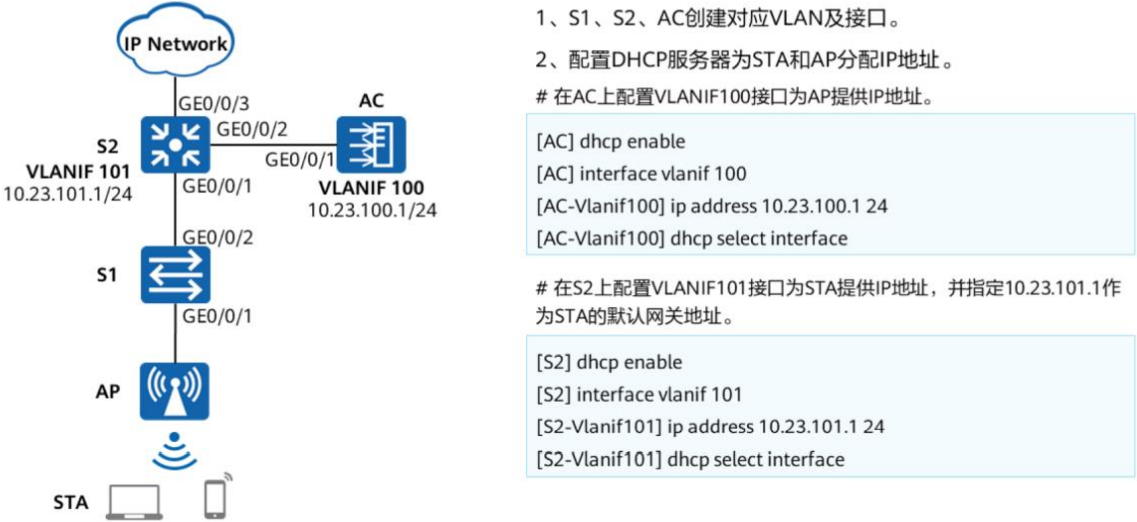 IP Network
GE0/0/3
AC
S2
GE0/0/2
GE0/0/1
VLANIF 101
10.23.101.1/24
GE0/0/1
VLANIF 100
10.23.100.1/24
GE0/0/2
S1
GE0/0/1
AP
STA
1、S1、S2、AC创建对应VLAN及接口。
2、配置DHCP服务器为STA和AP分配IP地址。
# 在AC上配置VLANIF100接口为AP提供IP地址。
[AC] dhcp enable
[AC] interface vlanif 100
[AC-Vlanif100] ip address 10.23.100.1 24
[AC-Vlanif100] dhcp select interface
# 在S2上配置VLANIF101接口为STA提供IP地址，并指定10.23.101.1作
为STA的默认网关地址。
[S2] dhcp enable
[S2] interface vlanif 101
[S2-Vlanif101] ip address 10.23.101.1 24
[S2-Vlanif101] dhcp select interface